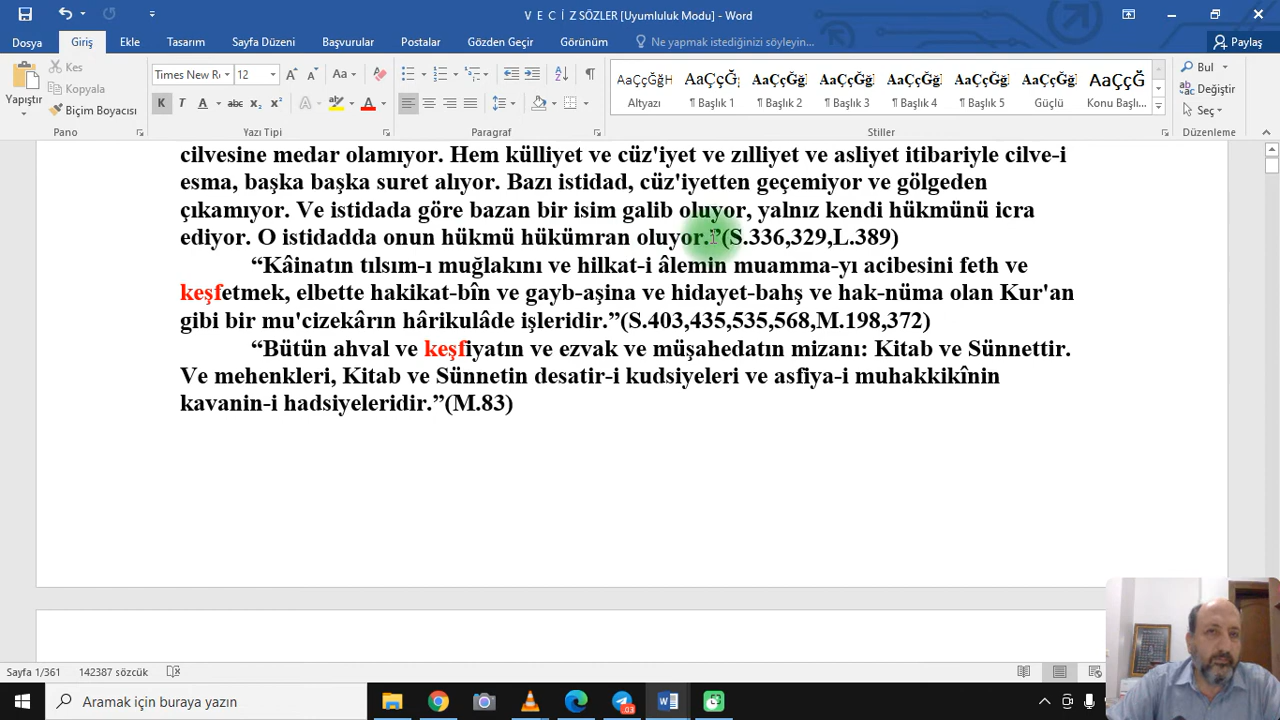 V E C İ Z SÖZLER [Uyumluluk Modu] - Word
Dosya Giriş Ekle Tasarım Sayfa Düzeni Başvurular Postalar Gözden Geçir Görünüm Ne yapmak istediğinizi söyleyin... Paylaş
Yapıştır
Kes
Kopyala
Biçim Boyacısı
Times New Ro 12
K T A abc x₂ x²
AaÇçĞğH AaÇçĞ AaÇçĞğ AaÇçĞğ AaÇçĞğ AaÇçĞğ AaÇçĞğ AaÇçĞ
Altyazı ¶ Başlık 1 ¶ Başlık 2 ¶ Başlık 3 ¶ Başlık 4 ¶ Başlık 5 Güçlü Konu Başlı...
Bul
Değiştir
Seç
Pano Yazı Tipi Paragraf Stiller Düzenleme
cilvesine medar olamıyor. Hem külliyet ve cüz'iyet ve zılliyet ve asliyet itibariyle cilve-i
esma, başka başka suret alıyor. Bazı istidad, cüz'iyetten geçemiyor ve gölgeden
çıkamıyor. Ve istidada göre bazan bir isim galib oluyor, yalnız kendi hükmünü icra
ediyor. O istidadda onun hükmü hükümran oluyor.”(S.336,329,L.389)
“Kâinatın tılsım-ı muğlakını ve hilkat-i âlemin muamma-yı acibesini feth ve
keşfetmek, elbette hakikat-bîn ve gayb-aşina ve hidayet-bahş ve hak-nüma olan Kur'an
gibi bir mu'cizekârın hârikulâde işleridir.”(S.403,435,535,568,M.198,372)
“Bütün ahval ve keşfiyatın ve ezvak ve müşahedatın mizanı: Kitab ve Sünnettir.
Ve mehenkleri, Kitab ve Sünnetin desatir-i kudsiyeleri ve asfiya-i muhakkikînin
kavanin-i hadsiyeleridir.”(M.83)
Sayfa 1/361 142387 sözcük
Aramak için buraya yazın